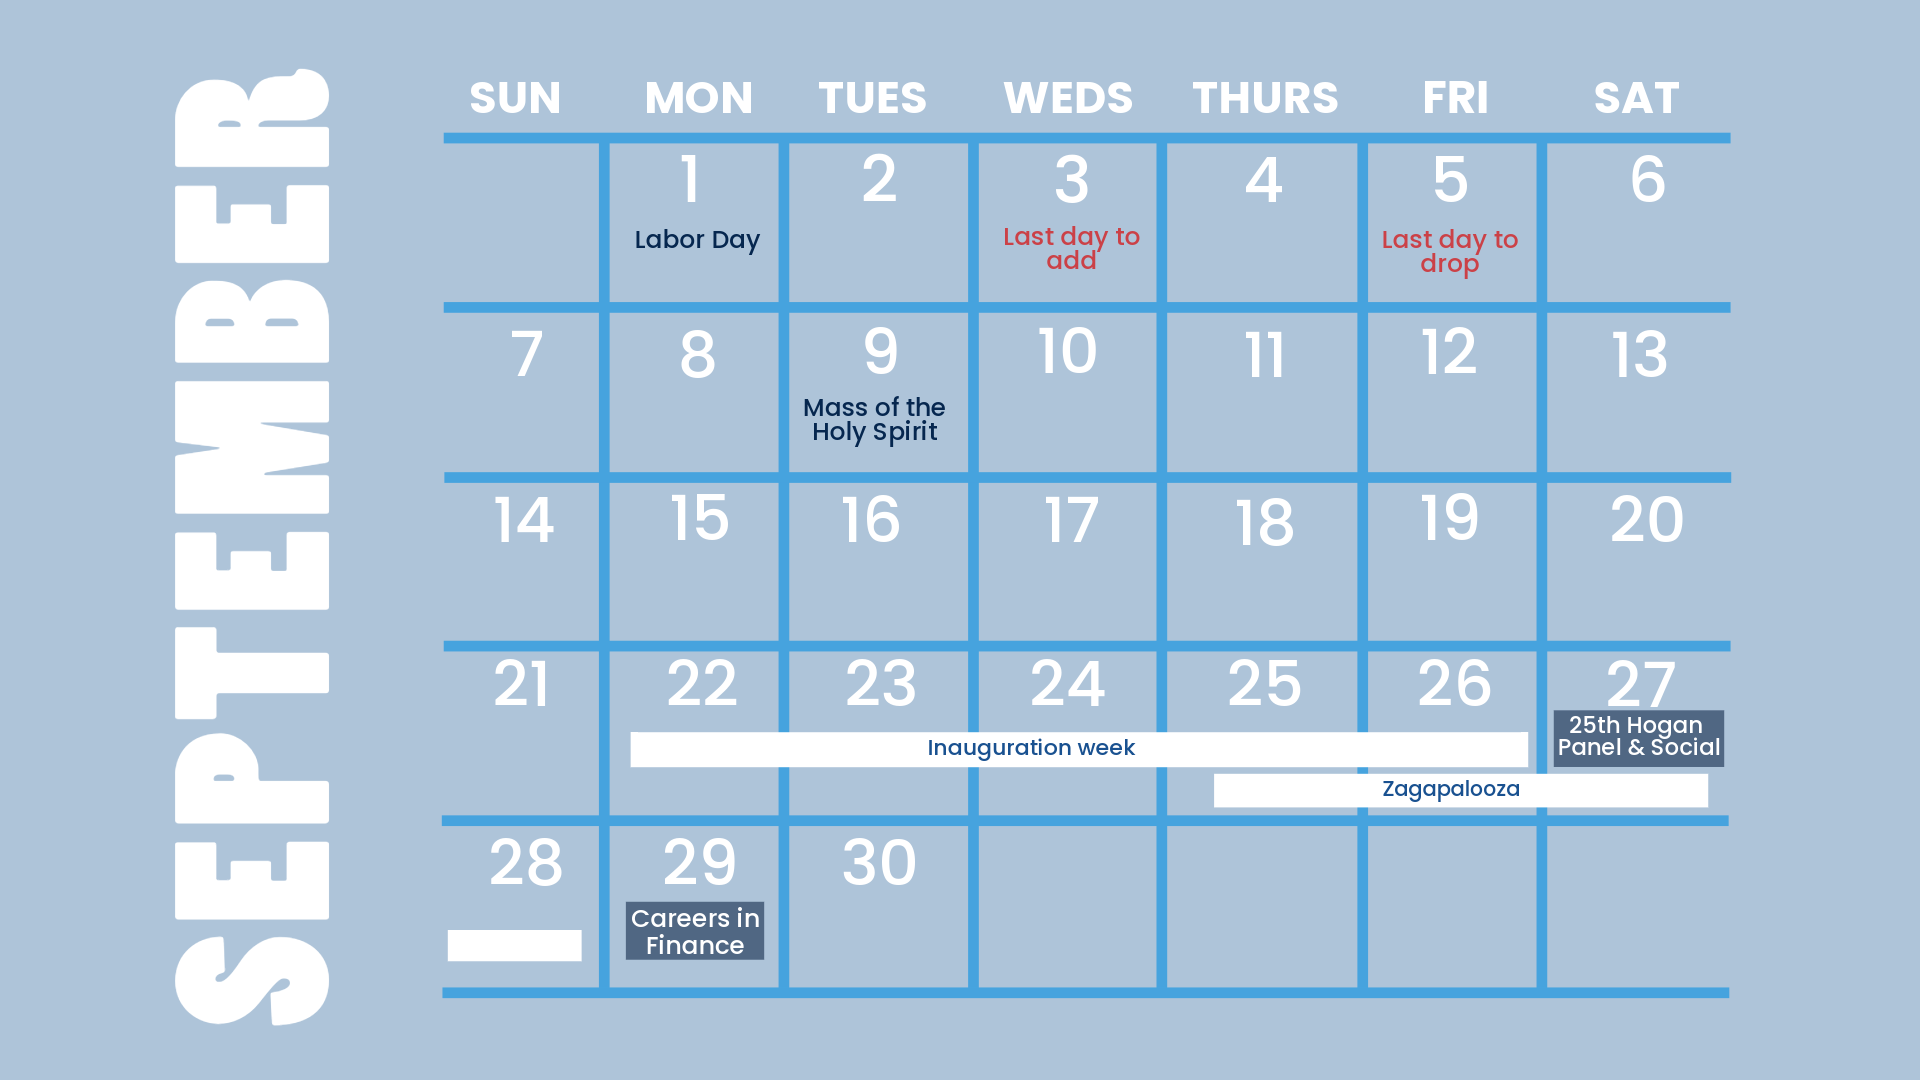 SEPTEMBER
SUN MON TUES WEDS THURS FRI SAT
1 2 3 4 5 6
Labor Day
Last day to
add
Last day to
drop
7 8 9 10 11 12 13
Mass of the
Holy Spirit
14 15 16 17 18 19 20
21 22 23 24 25 26 27
Inauguration week
25th Hogan
Panel & Social
Zagapalooza
28 29 30
Careers in
Finance